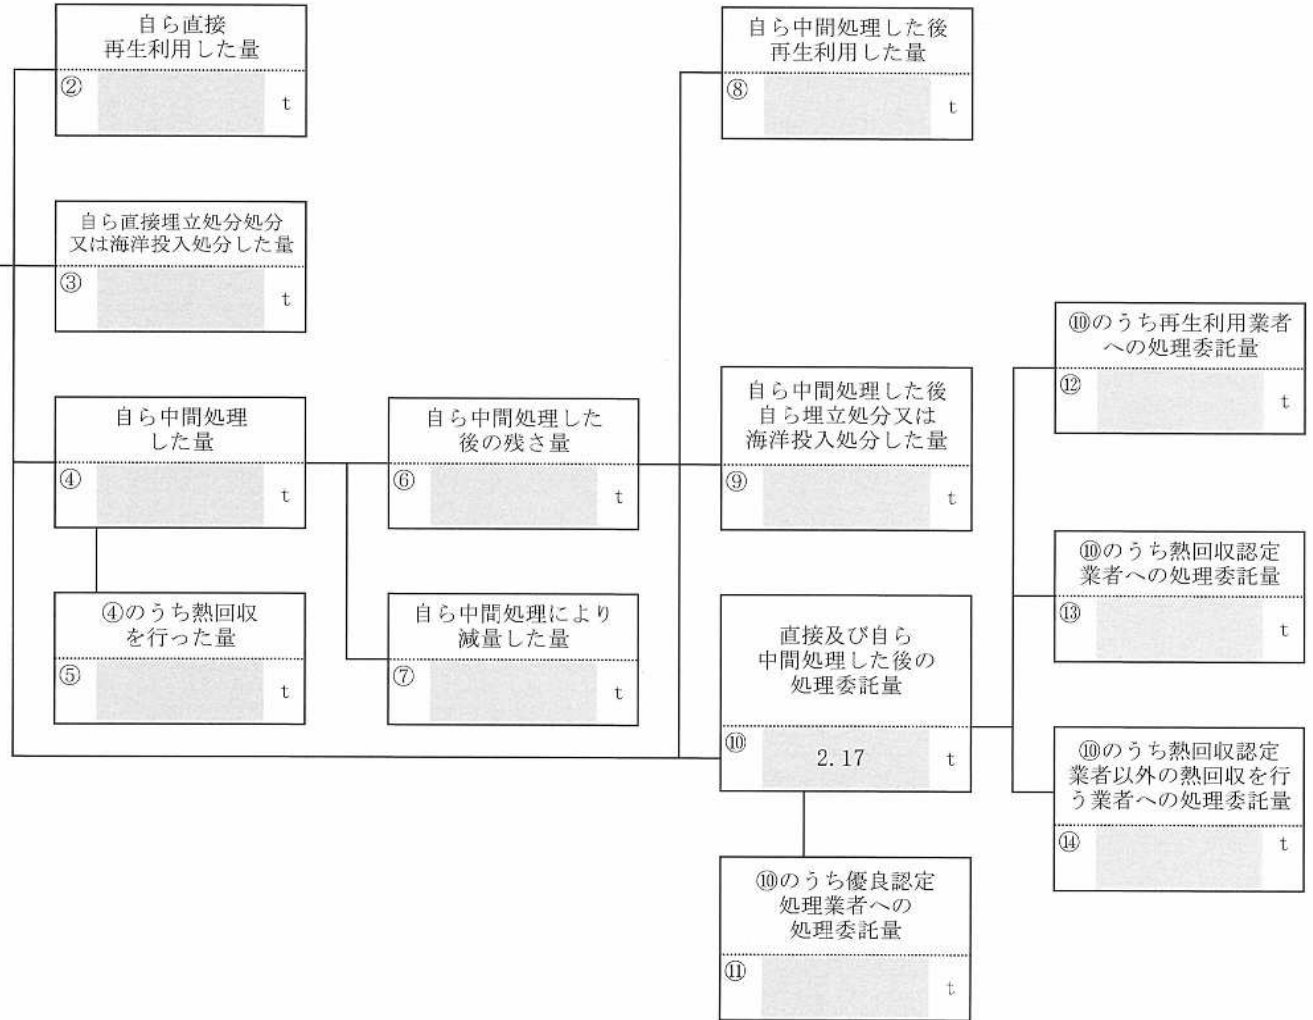 自ら直接
再生利用した量
②
t
自ら中間処理した後
再生利用した量
⑧
t
自ら直接埋立処分処分
又は海洋投入処分した量
③
t
⑩のうち再生利用業者
への処理委託量
⑫
t
自ら中間処理
した量
④
t
自ら中間処理した
後の残さ量
⑥
t
自ら中間処理した後
自ら埋立処分又は
海洋投入処分した量
⑨
t
⑩のうち熱回収認定
業者への処理委託量
⑬
t
④のうち熱回収
を行った量
⑤
t
自ら中間処理により
減量した量
⑦
t
直接及び自ら
中間処理した後の
処理委託量
⑩ 2.17 t
⑩のうち熱回収認定
業者以外の熱回収を行
う業者への処理委託量
⑭
t
⑩のうち優良認定
処理業者への
処理委託量
⑪
t